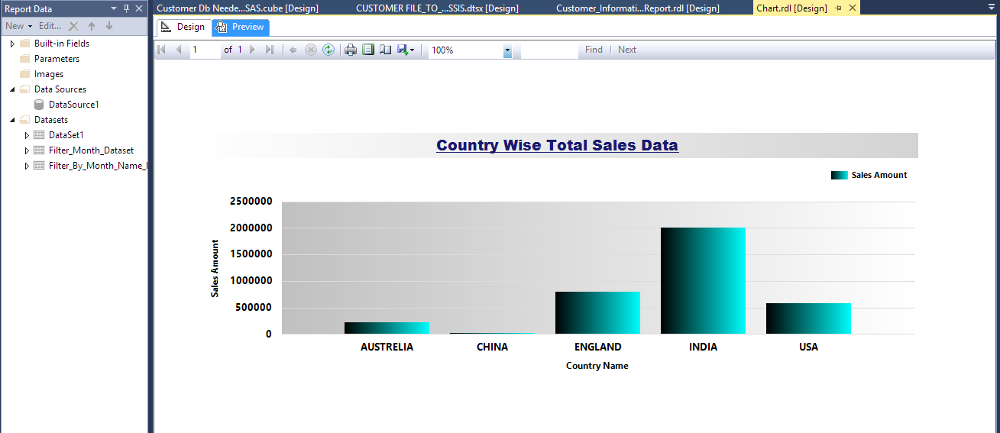 Report Data
New Edit...
Built-in Fields
Parameters
Images
Data Sources
DataSource1
Datasets
DataSet1
Filter_Month_Dataset
Filter_By_Month_Name_
Customer Db Neede...SAS.cube [Design] CUSTOMER FILE_TO_...SSIS.dtsx [Design] Customer_Informati...Report.rdl [Design] Chart.rdl [Design]
Design Preview
1 of 1 100% Find | Next
Country Wise Total Sales Data
Sales Amount
2500000
2000000
1500000
1000000
500000
0
Sales Amount
AUSTRELIA CHINA ENGLAND INDIA USA
Country Name